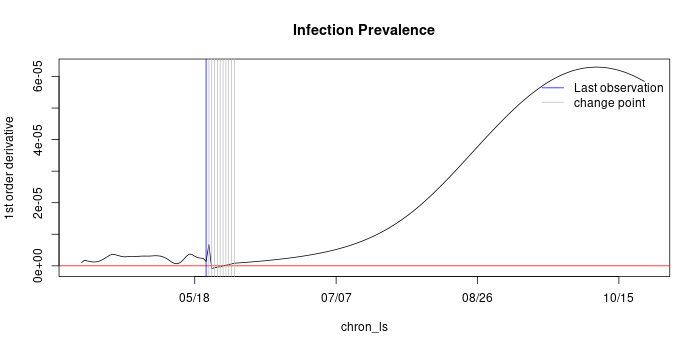 Infection Prevalence
1st order derivative
6e-05
4e-05
2e-05
0e+00
Last observation
change point
05/18 07/07 08/26 10/15
chron_ls